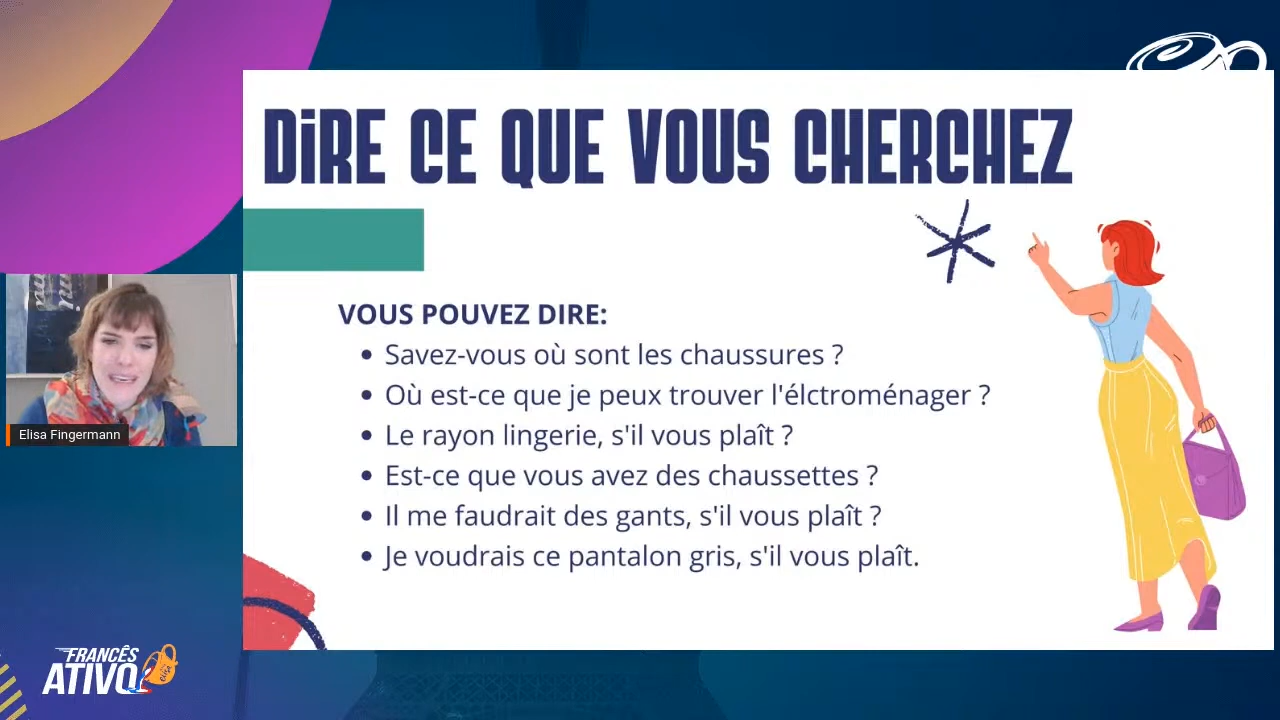 DIRE CE QUE VOUS CHERCHEZ
VOUS POUVEZ DIRE:
• Savez-vous où sont les chaussures ?
• Où est-ce que je peux trouver l'élctroménager ?
• Le rayon lingerie, s'il vous plaît ?
• Est-ce que vous avez des chaussettes ?
• Il me faudrait des gants, s'il vous plaît ?
• Je voudrais ce pantalon gris, s'il vous plaît.
Elisa Fingermann
FRANCÊS
ATIVO